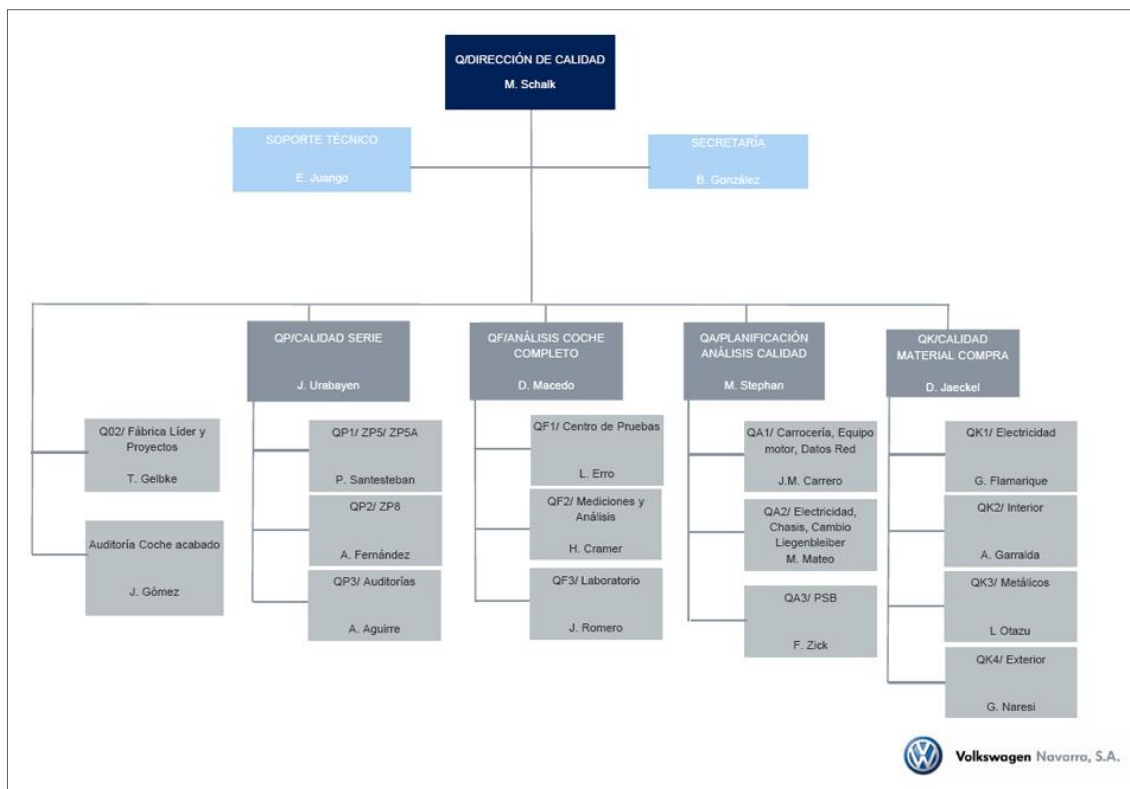 Q/DIRECCIÓN DE CALIDAD
M. Schalk
SOPORTE TÉCNICO
E. Juango
SECRETARÍA
B. González
QP/CALIDAD SERIE
J. Urabayen
QF/ANÁLISIS COCHE
COMPLETO
D. Macedo
QA/PLANIFICACIÓN
ANÁLISIS CALIDAD
M. Stephan
QK/CALIDAD
MATERIAL COMPRA
D. Jaeckel
Q02/ Fábrica Líder y
Proyectos
T. Gelbke
Auditoría Coche acabado
J. Gómez
QP1/ ZP5/ ZP5A
P. Santesteban
QP2/ ZP8
A. Fernández
QP3/ Auditorías
A. Aguirre
QF1/ Centro de Pruebas
L. Erro
QF2/ Mediciones y
Análisis
H. Cramer
QF3/ Laboratorio
J. Romero
QA1/ Carrocería, Equipo
motor, Datos Red
J.M. Carrero
QA2/ Electricidad,
Chasis, Cambio
Liegenbleiber
M. Mateo
QA3/ PSB
F. Zick
QK1/ Electricidad
G. Flamarique
QK2/ Interior
A. Garralda
QK3/ Metálicos
I. Otazu
QK4/ Exterior
G. Naresi
Volkswagen Navarra, S.A.